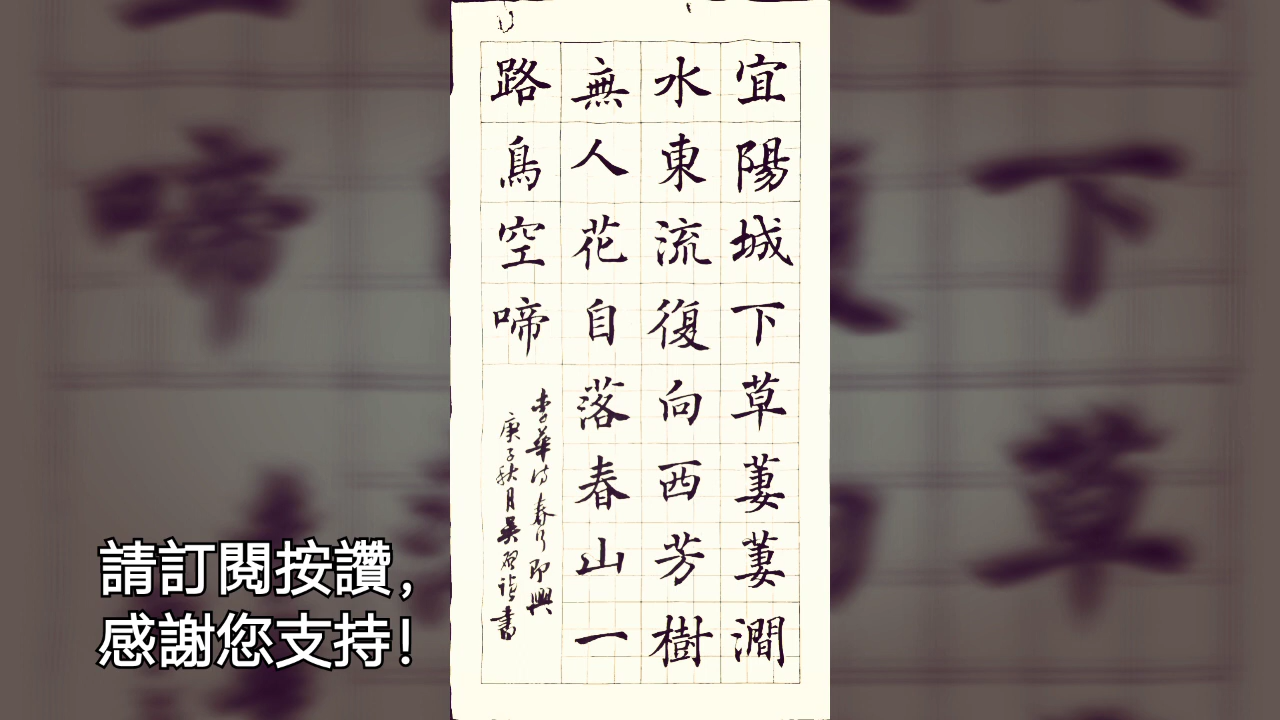 宜陽城下草萋萋澗
水東流復向西芳樹
無人花自落春山一
路鳥空啼
李華詩春行即興
庚子秋月吳書
請訂閱按讚,
感謝您支持!